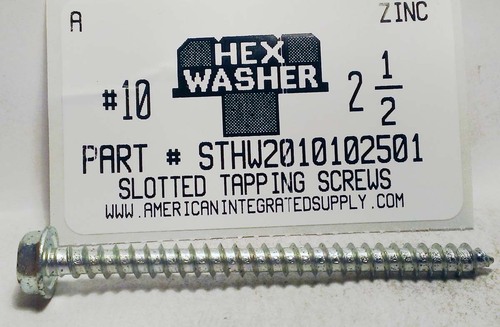 A ZINC
HEX
WASHER
#10 2 1/2
PART # STHW2010102501
SLOTTED TAPPING SCREWS
WWW.AMERICANINTEGRATEDSUPPLY.COM